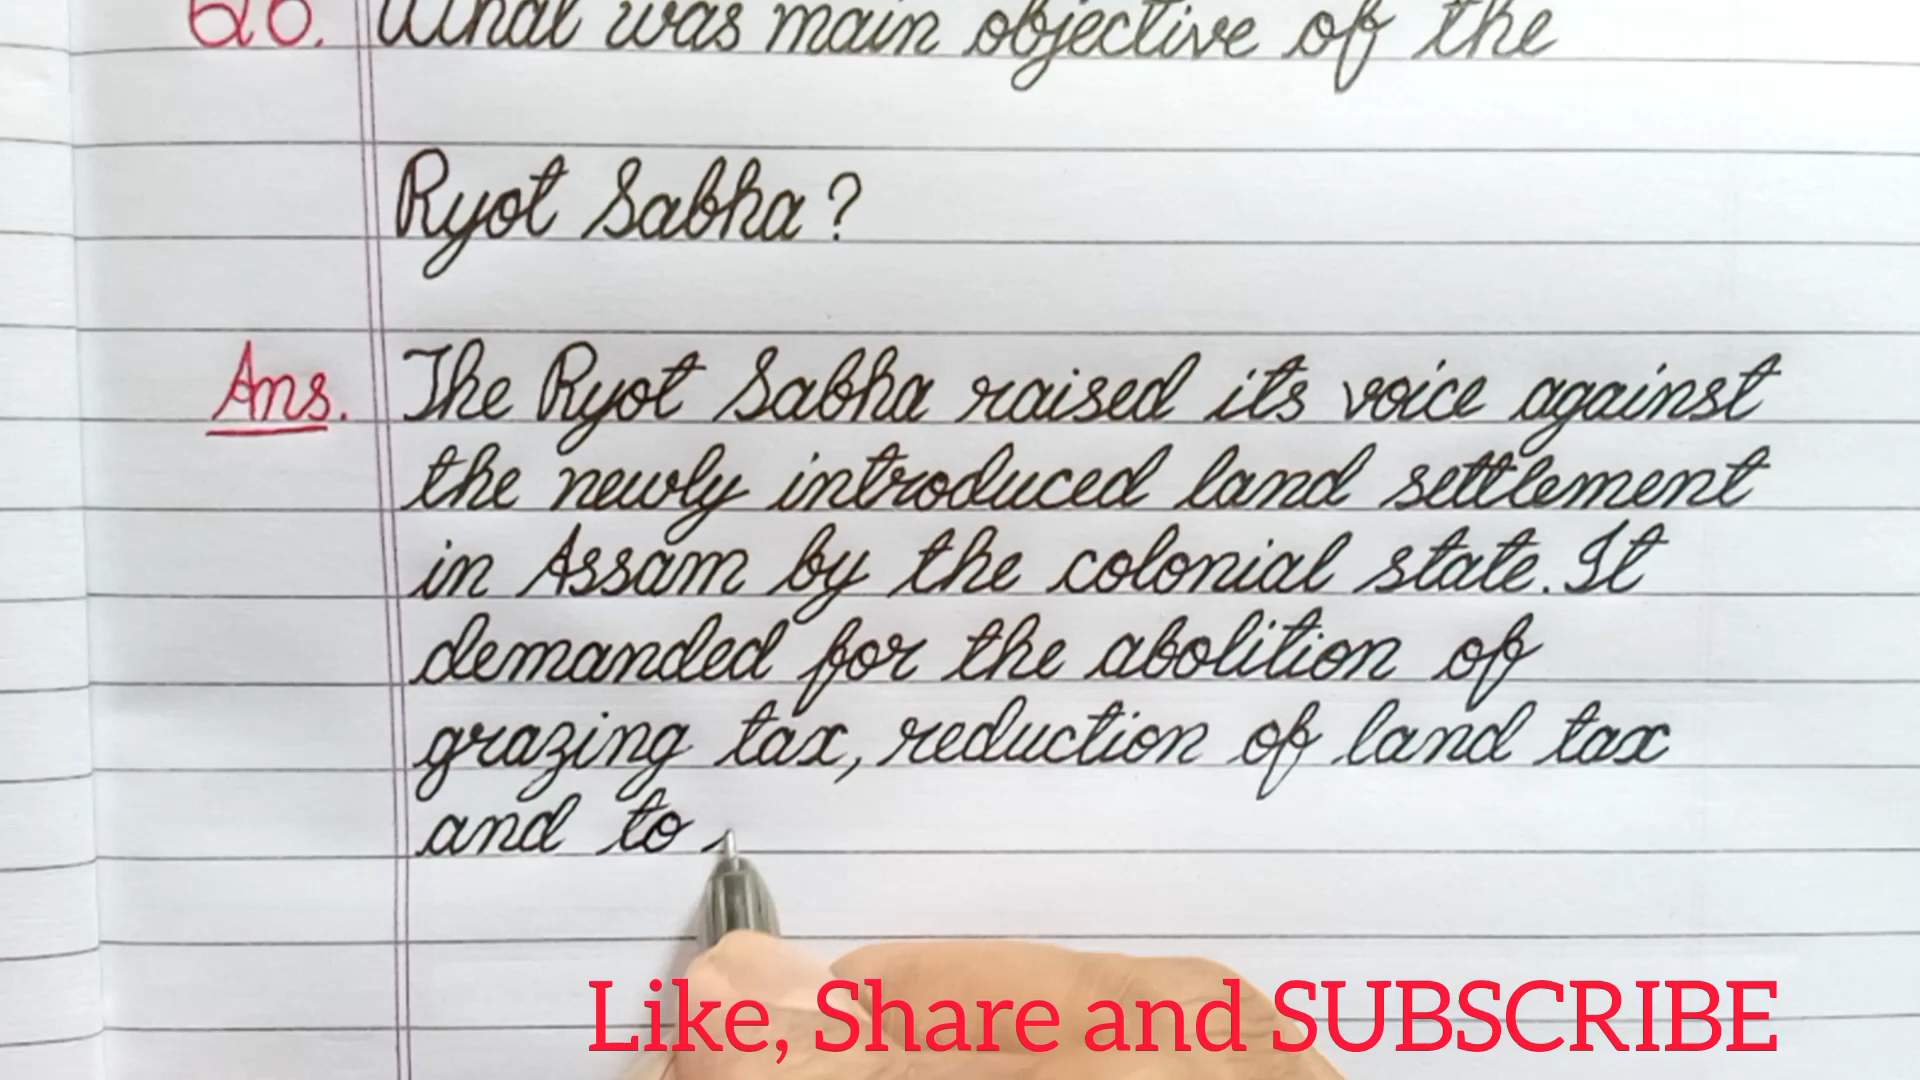 Q6. What was main objective of the
Ryot Sabha?
Ans. The Ryot Sabha raised its voice against
the newly introduced land settlement
in Assam by the colonial state. It
demanded for the abolition of
grazing tax, reduction of land tax
and to
Like, Share and SUBSCRIBE